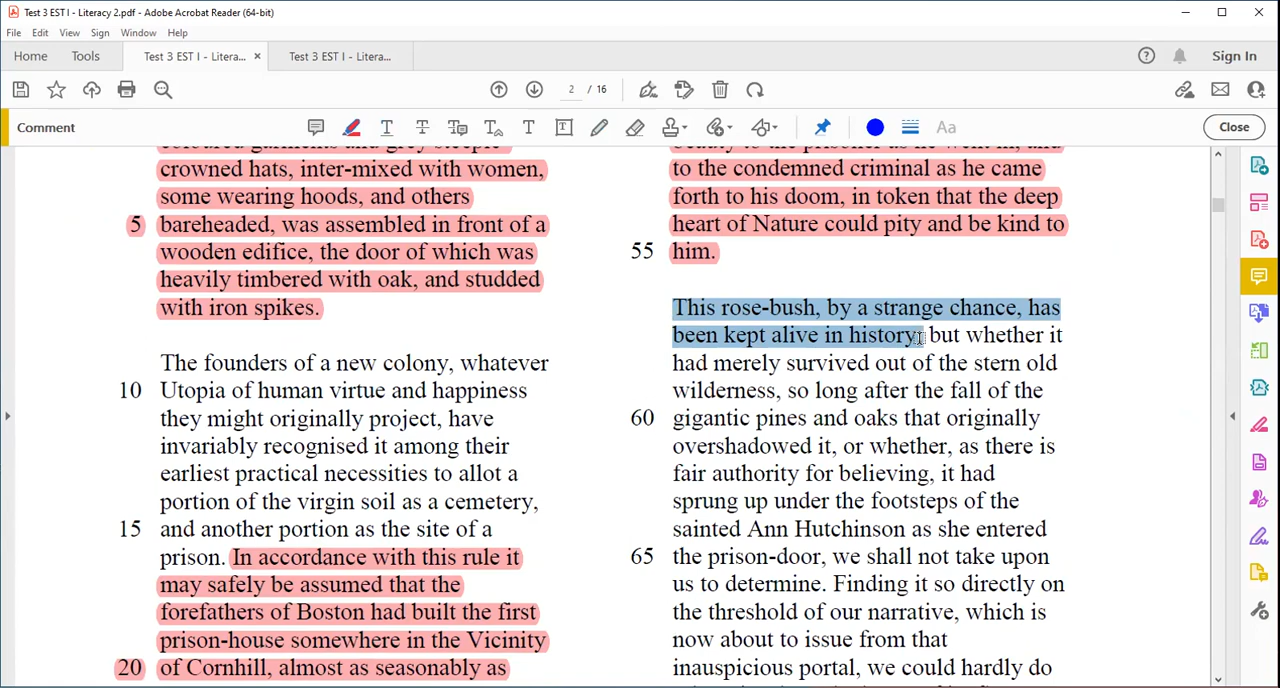 Test 3 EST I - Literacy 2.pdf - Adobe Acrobat Reader (64-bit)
File Edit View Sign Window Help
Home Tools Test 3 EST I - Litera... × Test 3 EST I - Litera... Sign In
2 / 16
Comment Aa Close
crowned hats, inter-mixed with women,
some wearing hoods, and others
5 bareheaded, was assembled in front of a
wooden edifice, the door of which was
heavily timbered with oak, and studded
with iron spikes.
The founders of a new colony, whatever
10 Utopia of human virtue and happiness
they might originally project, have
invariably recognised it among their
earliest practical necessities to allot a
portion of the virgin soil as a cemetery,
15 and another portion as the site of a
prison. In accordance with this rule it
may safely be assumed that the
forefathers of Boston had built the first
prison-house somewhere in the Vicinity
20 of Cornhill, almost as seasonably as
beauty to the prisoner as he went in, and
to the condemned criminal as he came
forth to his doom, in token that the deep
heart of Nature could pity and be kind to
55 him.
This rose-bush, by a strange chance, has
been kept alive in history; but whether it
had merely survived out of the stern old
wilderness, so long after the fall of the
60 gigantic pines and oaks that originally
overshadowed it, or whether, as there is
fair authority for believing, it had
sprung up under the footsteps of the
sainted Ann Hutchinson as she entered
65 the prison-door, we shall not take upon
us to determine. Finding it so directly on
the threshold of our narrative, which is
now about to issue from that
inauspicious portal, we could hardly do